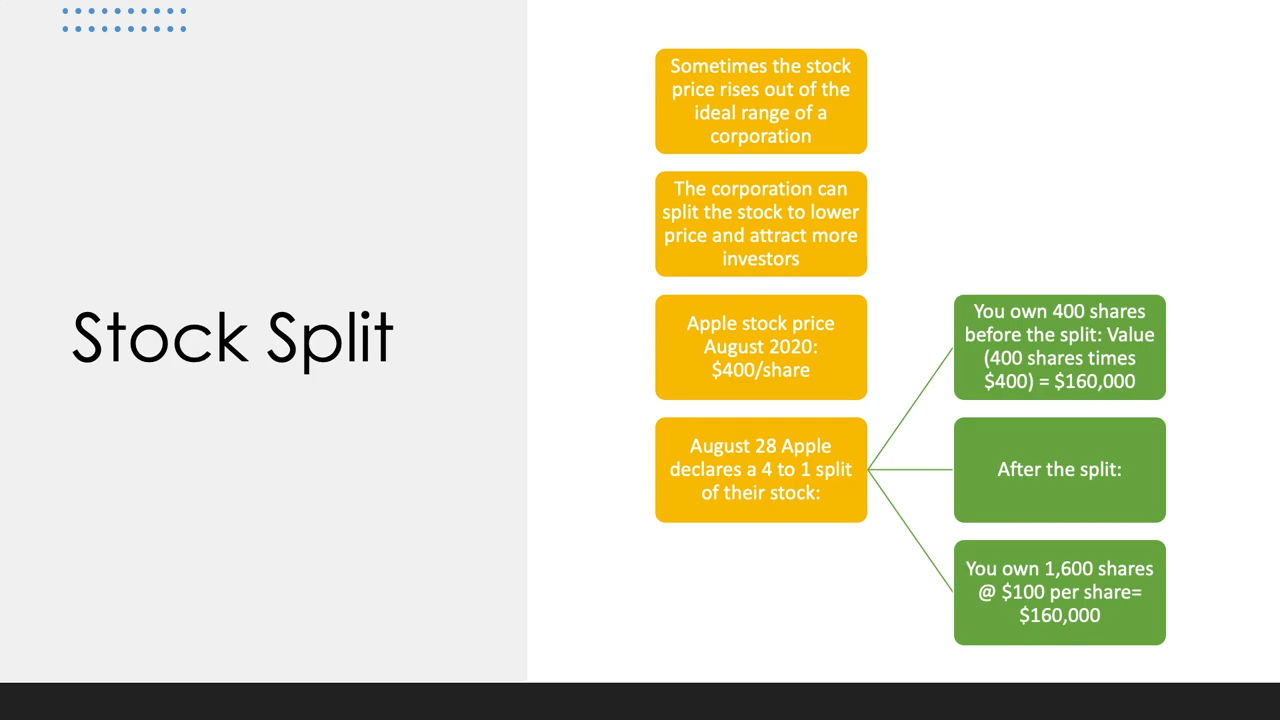 Stock Split
Sometimes the stock
price rises out of the
ideal range of a
corporation
The corporation can
split the stock to lower
price and attract more
investors
Apple stock price
August 2020:
$400/share
August 28 Apple
declares a 4 to 1 split
of their stock:
You own 400 shares
before the split: Value
(400 shares times
$400) = $160,000
After the split:
You own 1,600 shares
@ $100 per share=
$160,000